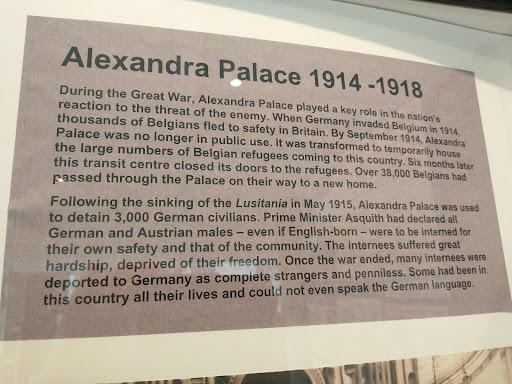 Alexandra Palace 1914 -1918
During the Great War, Alexandra Palace played a key role in the nation's
reaction to the threat of the enemy. When Germany invaded Belgium in 1914,
thousands of Belgians fled to safety in Britain. By September 1914, Alexandra
Palace was no longer in public use. It was transformed to temporarily house
the large numbers of Belgian refugees coming to this country. Six months later
this transit centre closed its doors to the refugees. Over 38,000 Belgians had
passed through the Palace on their way to a new home.
Following the sinking of the Lusitania in May 1915, Alexandra Palace was used
to detain 3,000 German civilians. Prime Minister Asquith had declared all
German and Austrian males – even if English-born – were to be interned for
their own safety and that of the community. The internees suffered great
hardship, deprived of their freedom. Once the war ended, many internees were
deported to Germany as complete strangers and penniless. Some had been in
this country all their lives and could not even speak the German language.